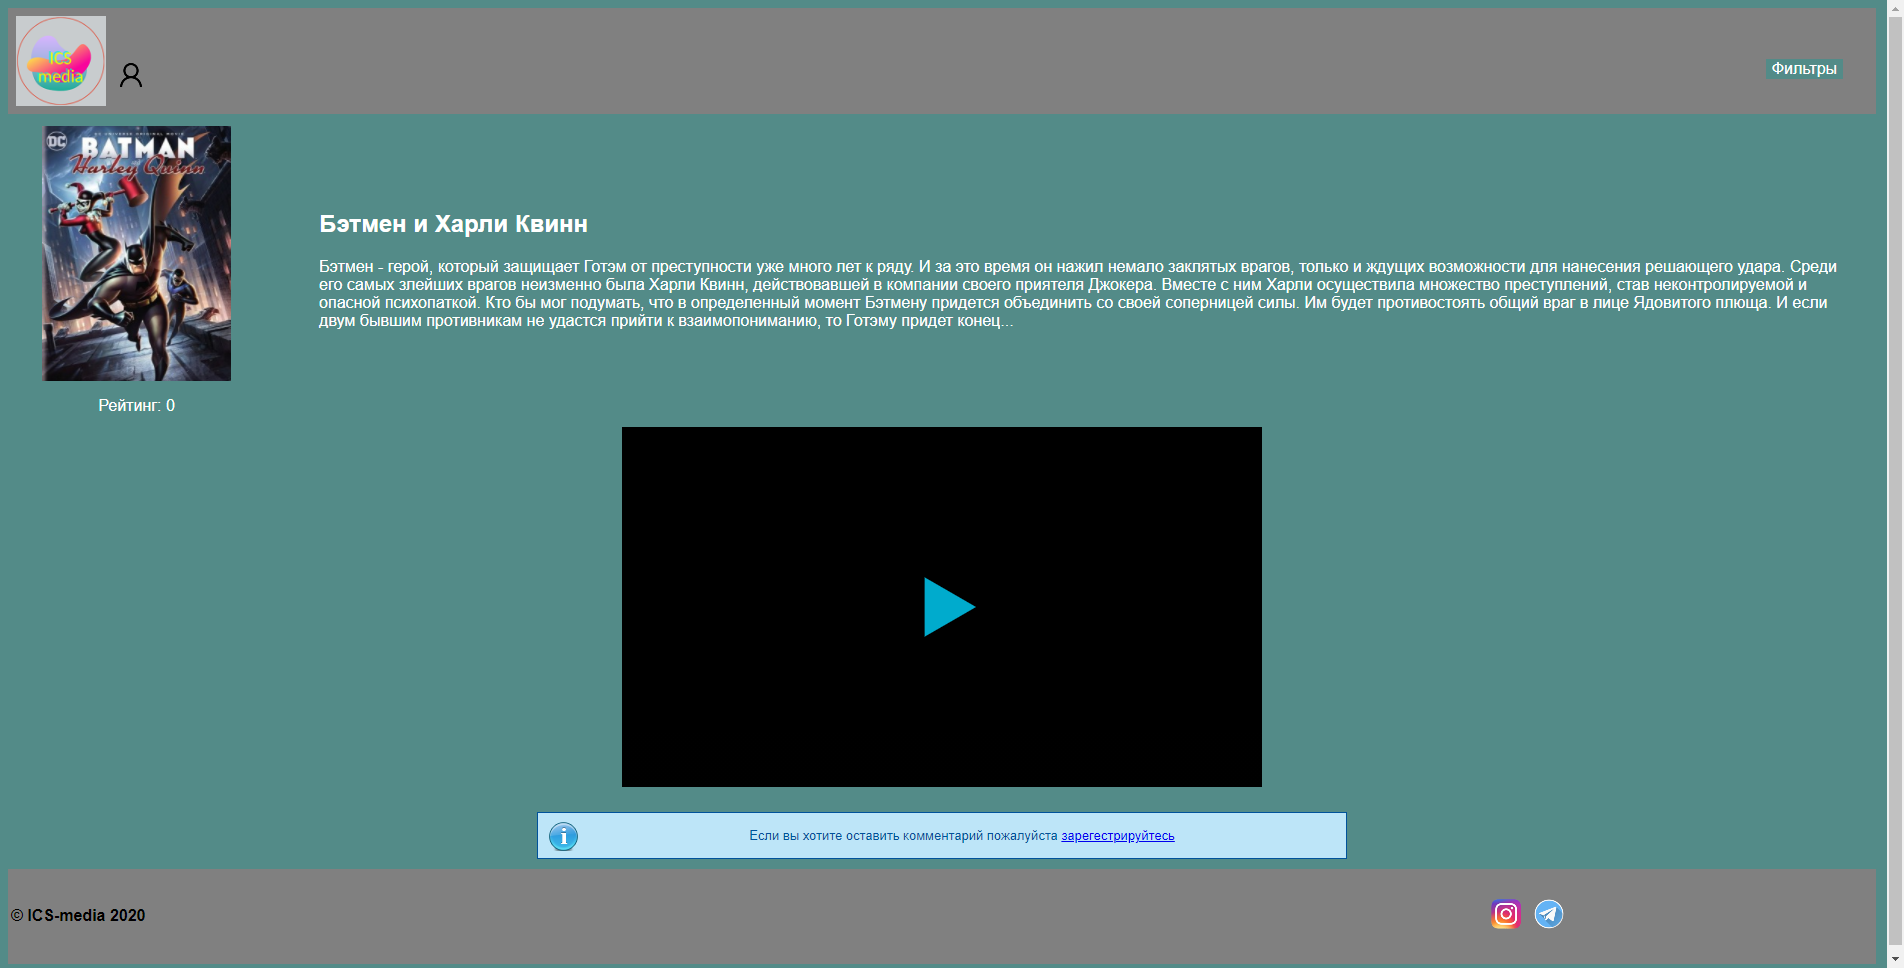 ICS
media
Фильтры
DC
DC UNIVERSE ORIGINAL MOVIE
BATMAN
Harley Quinn
Бэтмен и Харли Квинн
Бэтмен - герой, который защищает Готэм от преступности уже много лет к ряду. И за это время он нажил немало заклятых врагов, только и ждущих возможности для нанесения решающего удара. Среди
его самых злейших врагов неизменно была Харли Квинн, действовавшей в компании своего приятеля Джокера. Вместе с ним Харли осуществила множество преступлений, став неконтролируемой и
опасной психопаткой. Кто бы мог подумать, что в определенный момент Бэтмену придется объединить со своей соперницей силы. Им будет противостоять общий враг в лице Ядовитого плюща. И если
двум бывшим противникам не удастся прийти к взаимопониманию, то Готэму придет конец...
Рейтинг: 0
Если вы хотите оставить комментарий пожалуйста зарегестрируйтесь
© ICS-media 2020